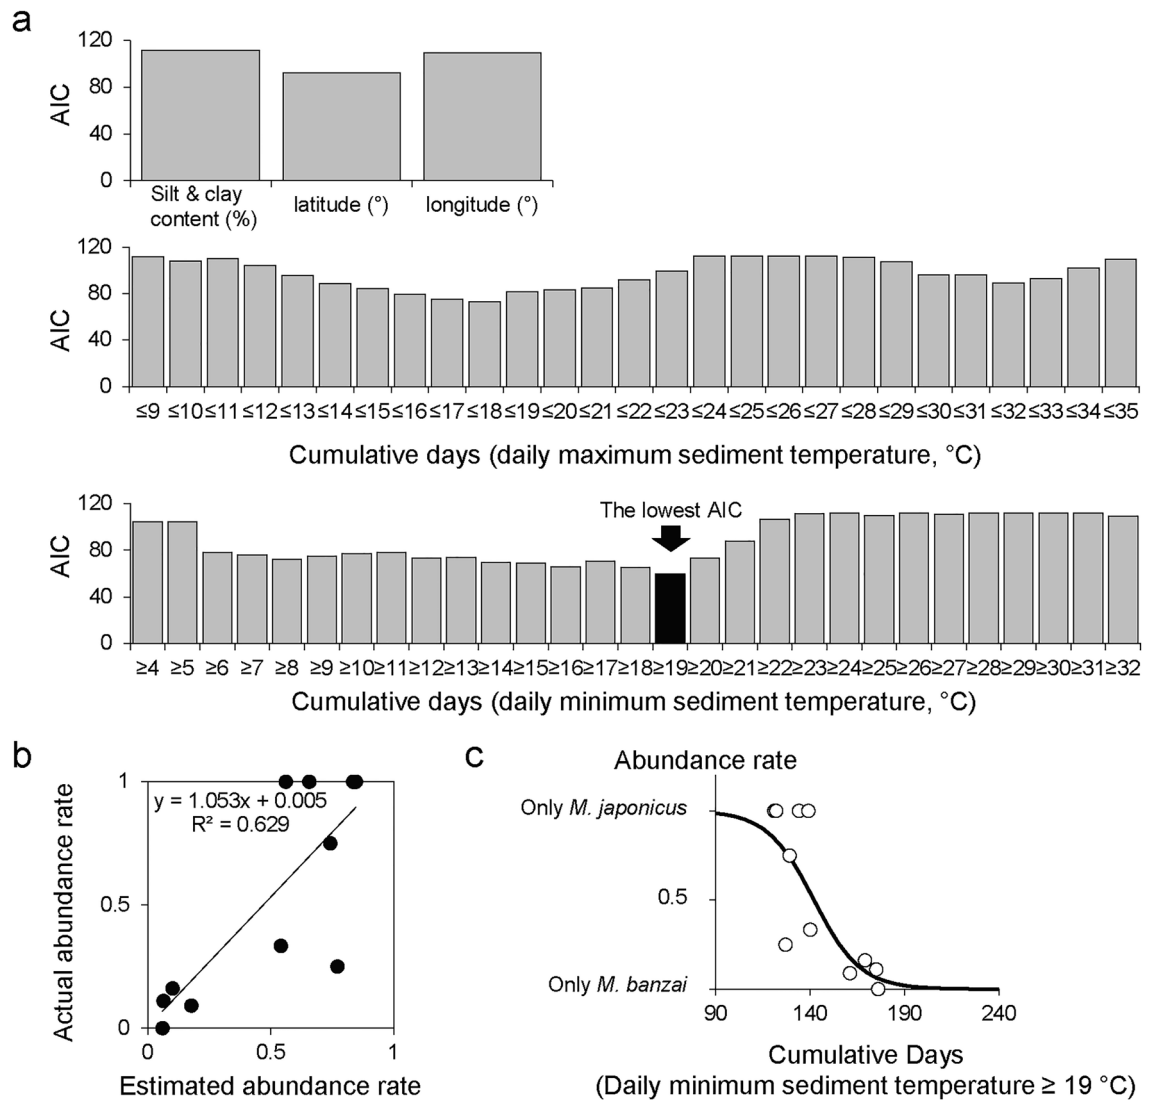 a
120
80
40
0
AIC
Silt & clay
content (%)
latitude (°)
longitude (°)
120
80
40
0
AIC
≤9 ≤10 ≤11 ≤12 ≤13 ≤14 ≤15 ≤16 ≤17 ≤18 ≤19 ≤20 ≤21 ≤22 ≤23 ≤24 ≤25 ≤26 ≤27 ≤28 ≤29 ≤30 ≤31 ≤32 ≤33 ≤34 ≤35
Cumulative days (daily maximum sediment temperature, °C)
120
80
40
0
AIC
The lowest AIC
≥4 ≥5 ≥6 ≥7 ≥8 ≥9 ≥10 ≥11 ≥12 ≥13 ≥14 ≥15 ≥16 ≥17 ≥18 ≥19 ≥20 ≥21 ≥22 ≥23 ≥24 ≥25 ≥26 ≥27 ≥28 ≥29 ≥30 ≥31 ≥32
Cumulative days (daily minimum sediment temperature, °C)
b
1
0.5
0
Actual abundance rate
y = 1.053x + 0.005
R² = 0.629
0 0.5 1
Estimated abundance rate
c
Abundance rate
Only M. japonicus
0.5
Only M. banzai
90 140 190 240
Cumulative Days
(Daily minimum sediment temperature ≥ 19 °C)